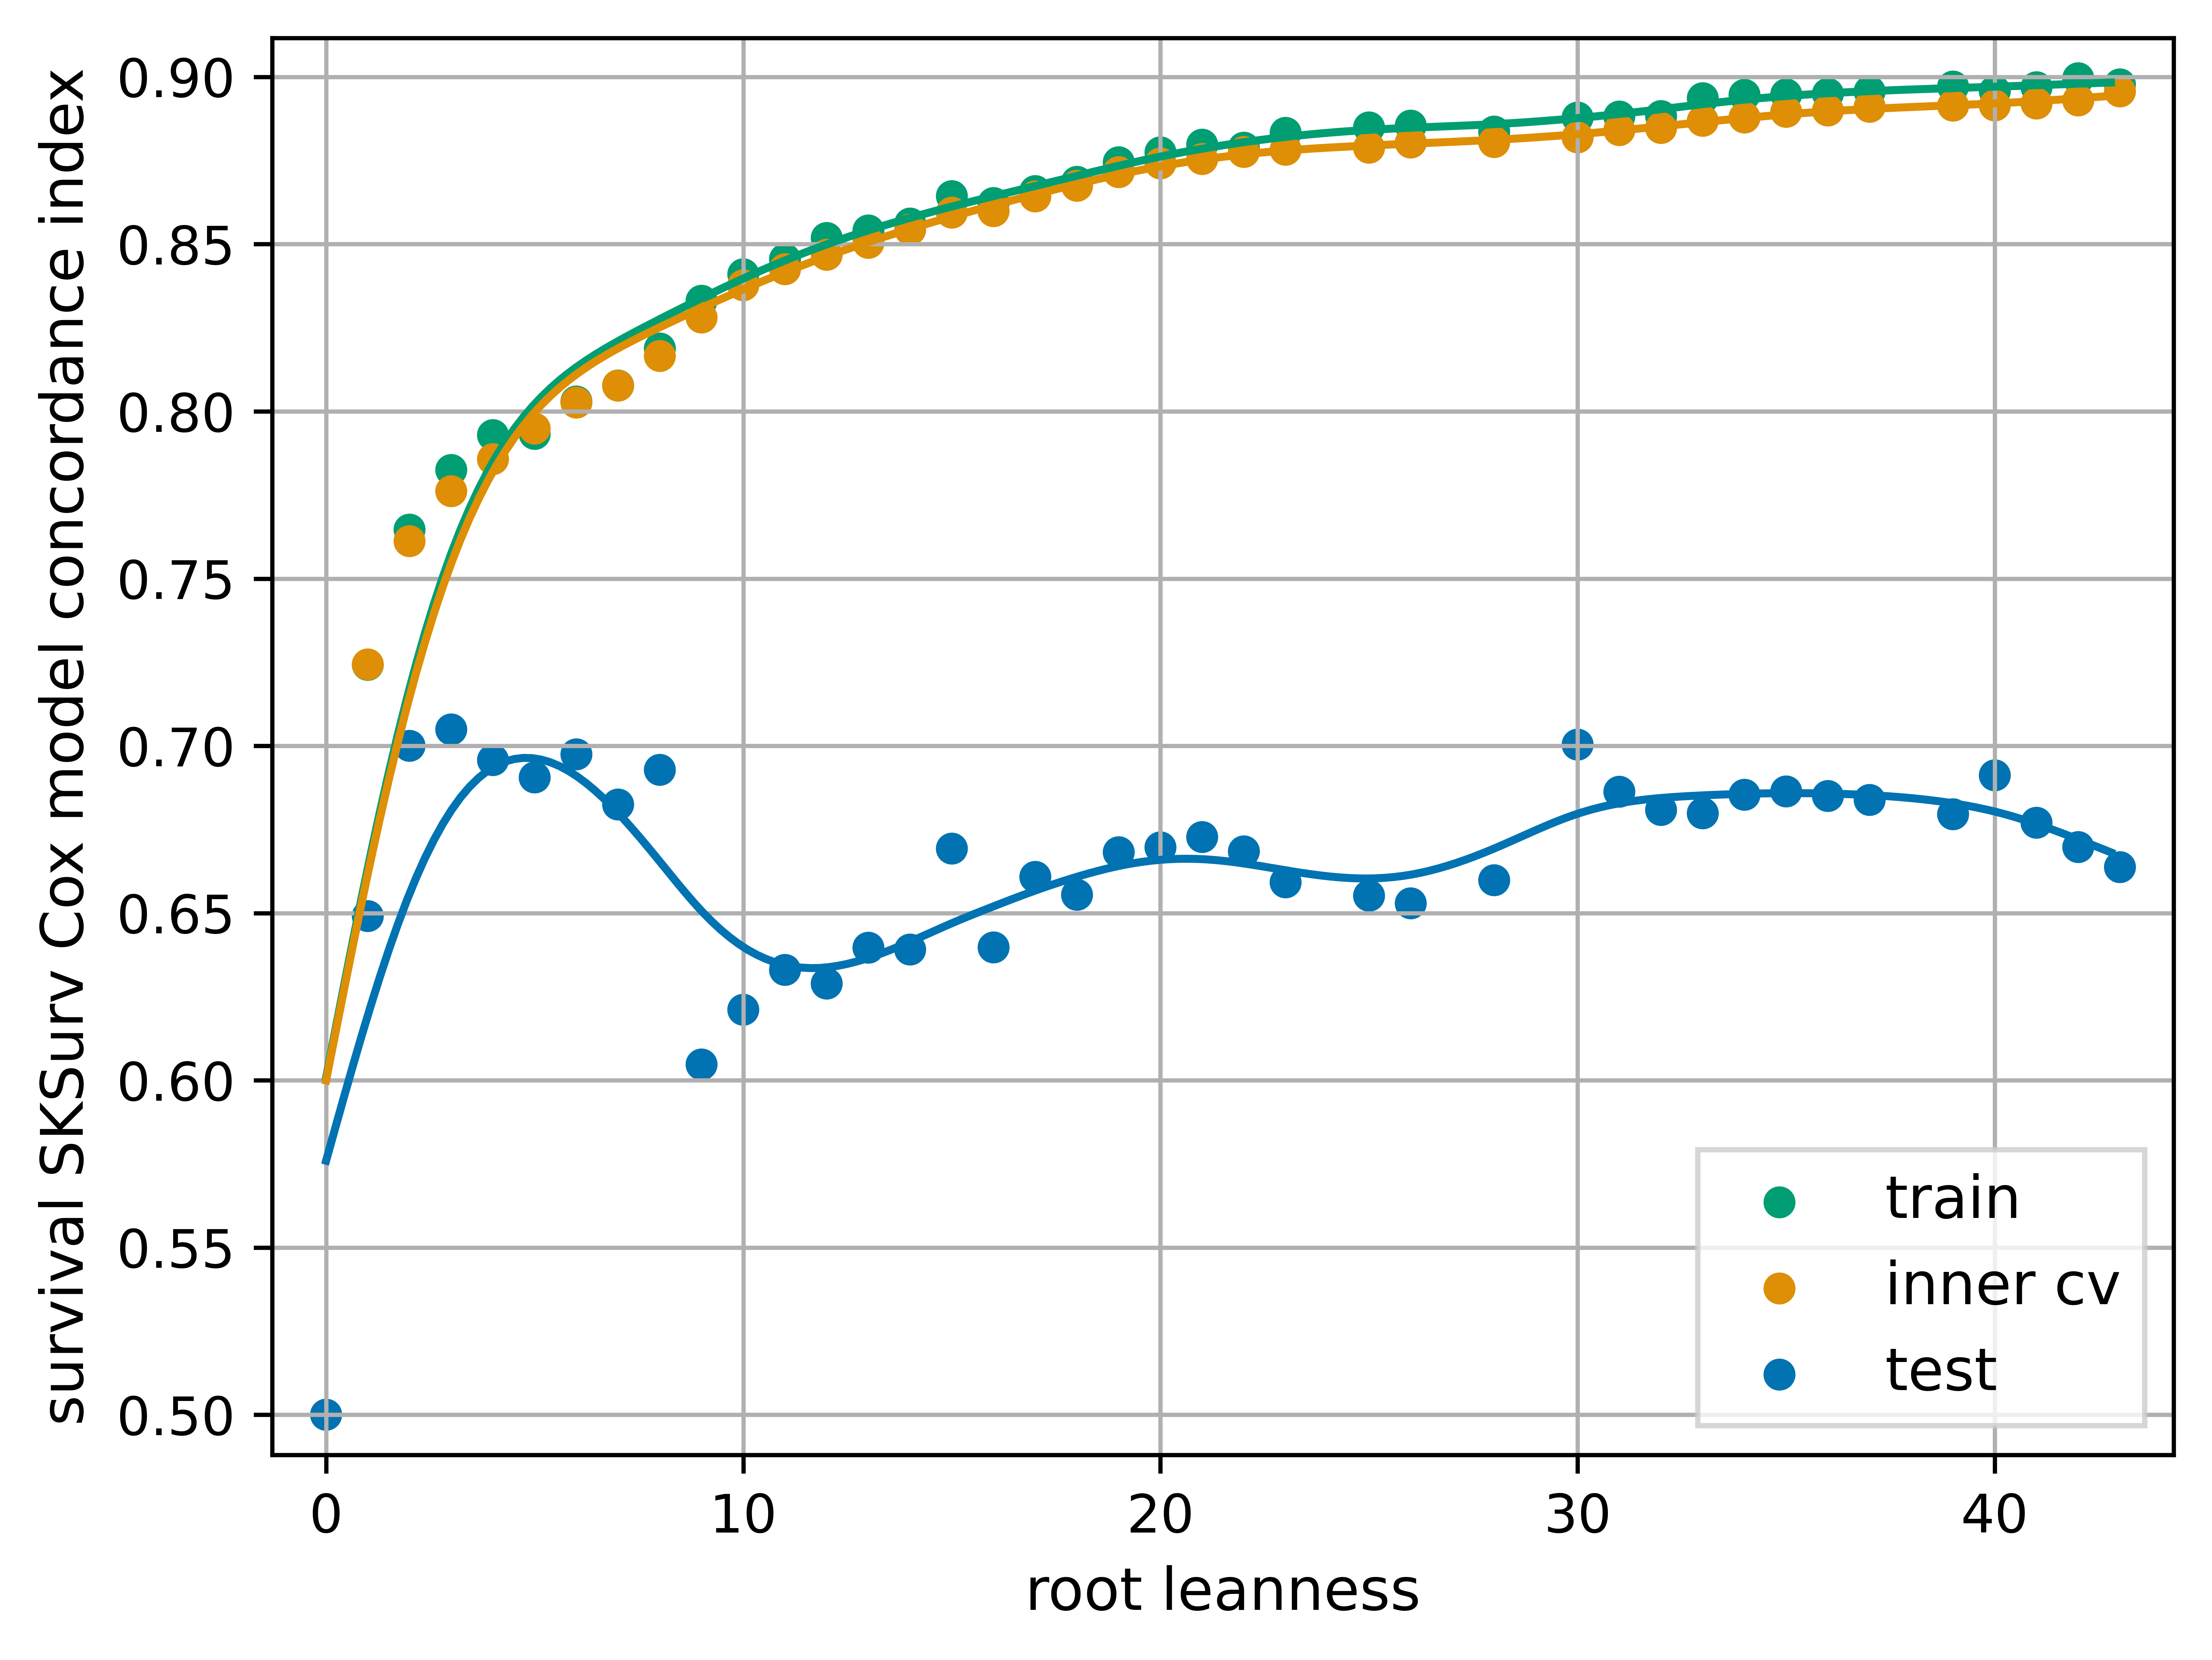 survival SKSurv Cox model concordance index
0.90
0.85
0.80
0.75
0.70
0.65
0.60
0.55
0.50
0 10 20 30 40
root leanness
train
inner cv
test